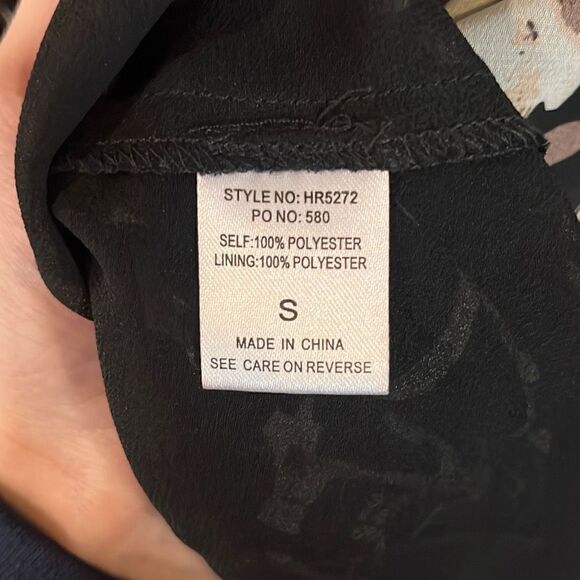 STYLE NO: HR5272
PO NO: 580
SELF:100% POLYESTER
LINING:100% POLYESTER
S
MADE IN CHINA
SEE CARE ON REVERSE